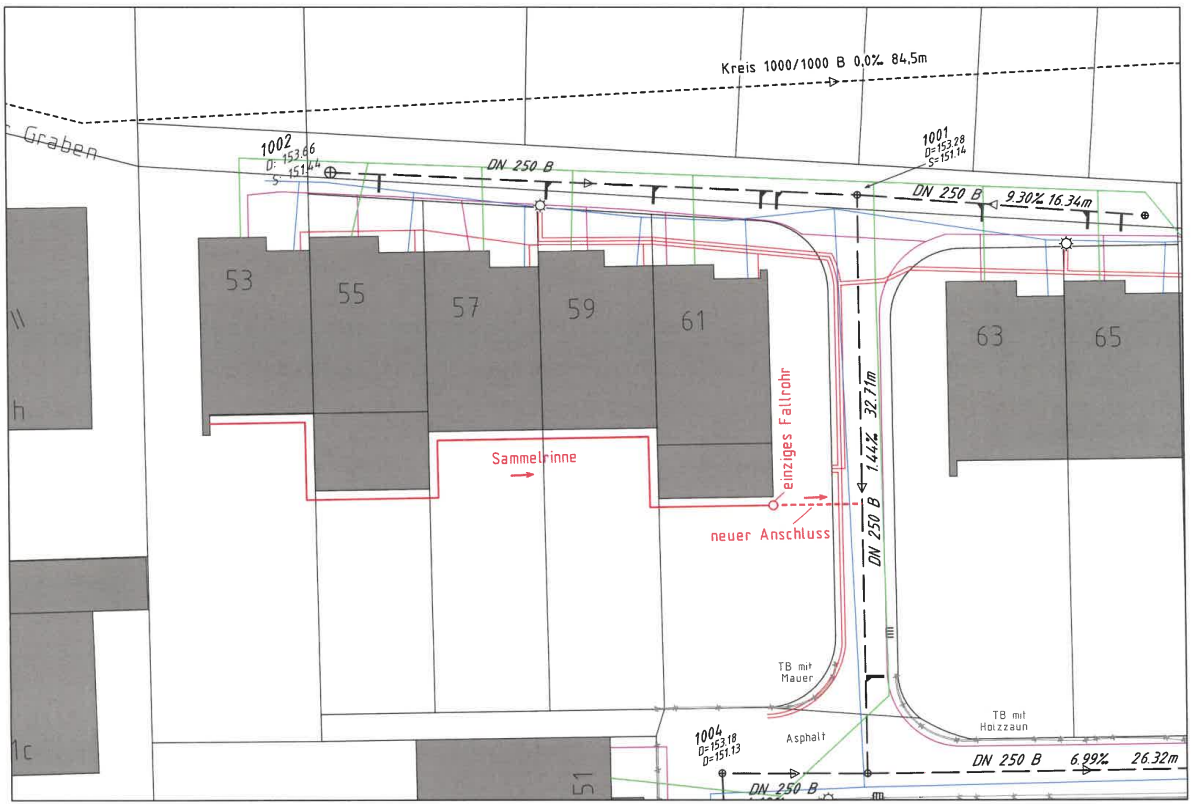 Kreis 1000/1000 B 0,0‰ 84,5m
r Graben
1002
D: 153.66
S: 151.44
DN 250 B
1001
D=153.28
S=151.14
DN 250 B 9.30‰ 16.34m
53
55
57
59
61
63
65
h
Sammelrinne
einziges Fallrohr
neuer Anschluss
DN 250 B 1.44‰ 32.71m
TB mit
Mauer
TB mit
Holzzaun
1c
51
1004
D=153.18
D=151.13
Asphalt
DN 250 B 6.99‰ 26.32m
DN 250 B